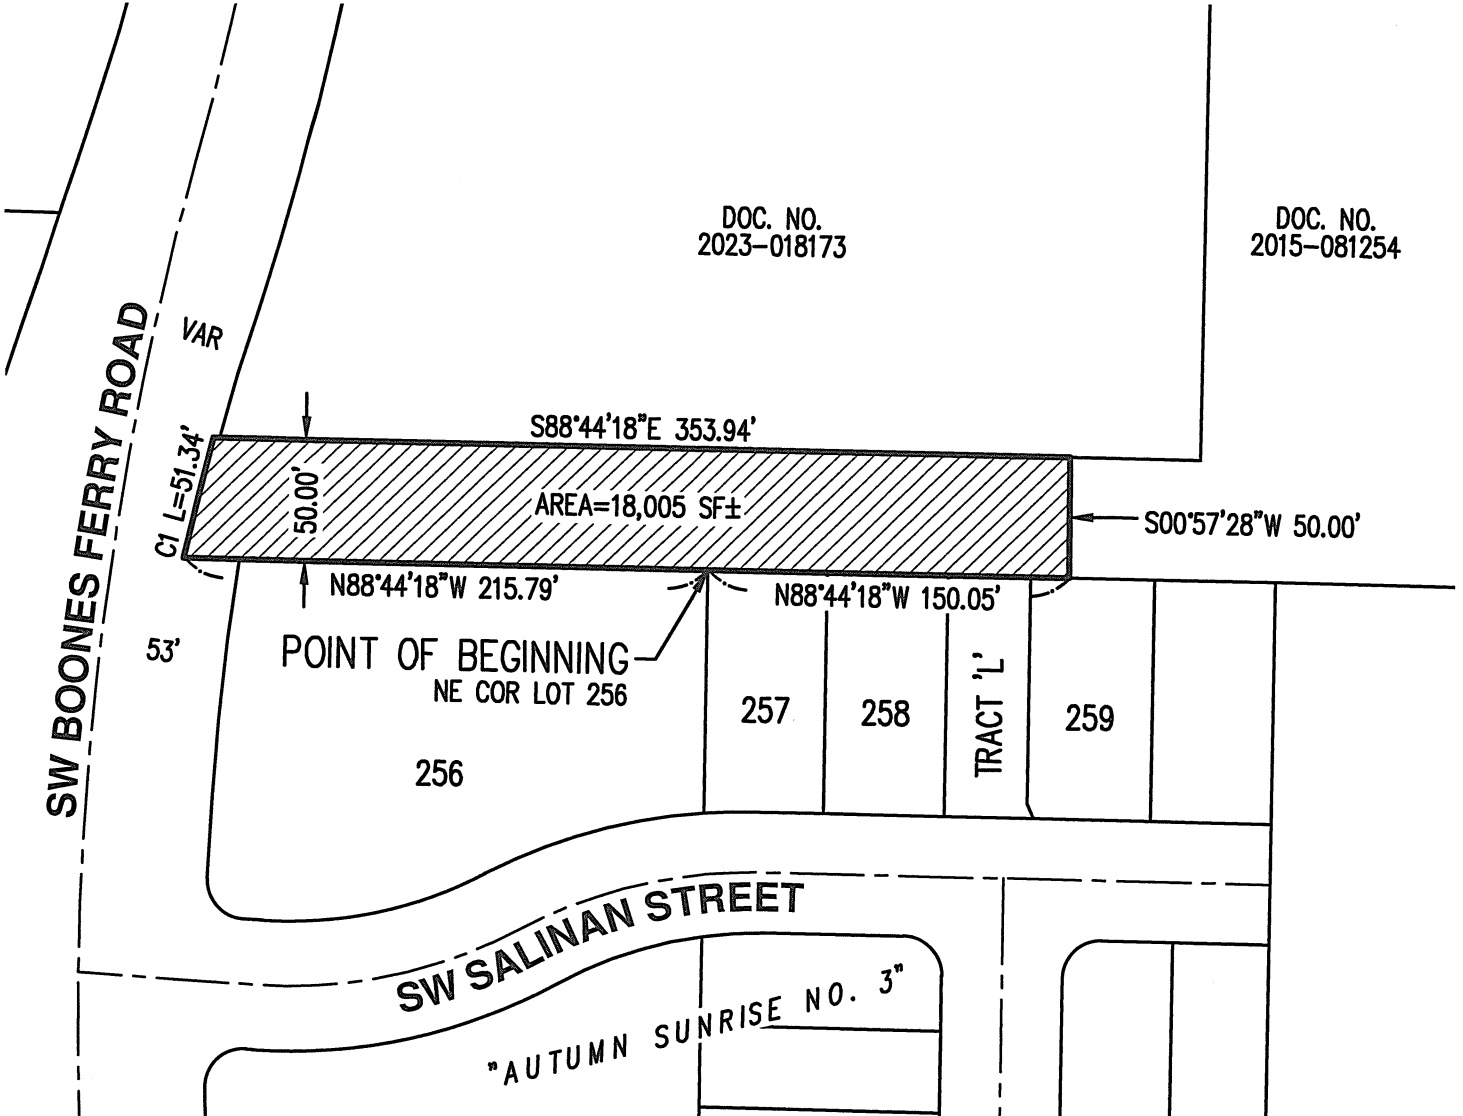 DOC. NO.
2023-018173
DOC. NO.
2015-081254
VAR
SW BOONES FERRY ROAD
S88°44'18"E 353.94'
C1 L=51.34'
50.00'
AREA=18,005 SF±
S00°57'28"W 50.00'
N88°44'18"W 215.79'
N88°44'18"W 150.05'
53'
POINT OF BEGINNING
NE COR LOT 256
256
257
258
TRACT 'L'
259
SW SALINAN STREET
"AUTUMN SUNRISE NO. 3"